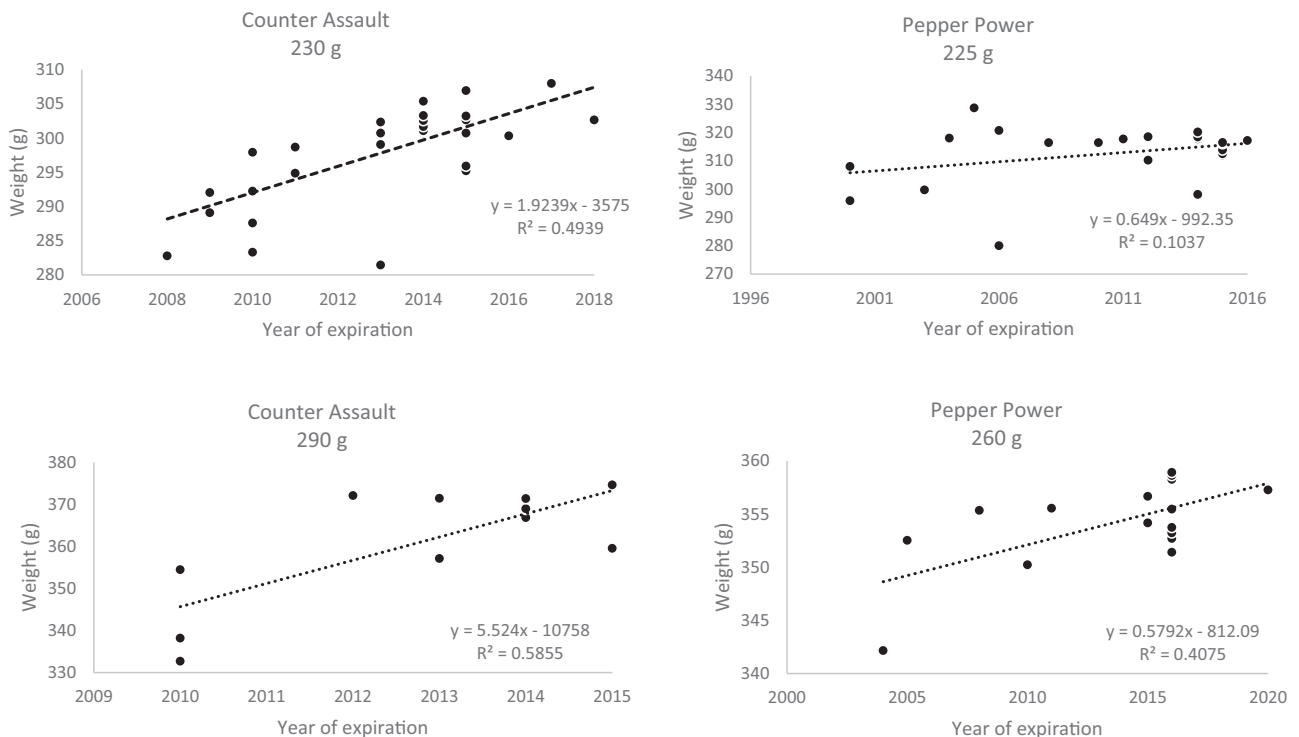 Counter Assault
230 g
310
305
300
295
290
285
280
Weight (g)
y = 1.9239x - 3575
R² = 0.4939
2006
2008
2010
2012
2014
2016
2018
Year of expiration
Pepper Power
225 g
340
330
320
310
300
290
280
270
Weight (g)
y = 0.649x - 992.35
R² = 0.1037
1996
2001
2006
2011
2016
Year of expiration
Counter Assault
290 g
380
370
360
350
340
330
Weight (g)
y = 5.524x - 10758
R² = 0.5855
2009
2010
2011
2012
2013
2014
2015
Year of expiration
Pepper Power
260 g
360
355
350
345
340
Weight (g)
y = 0.5792x - 812.09
R² = 0.4075
2000
2005
2010
2015
2020
Year of expiration